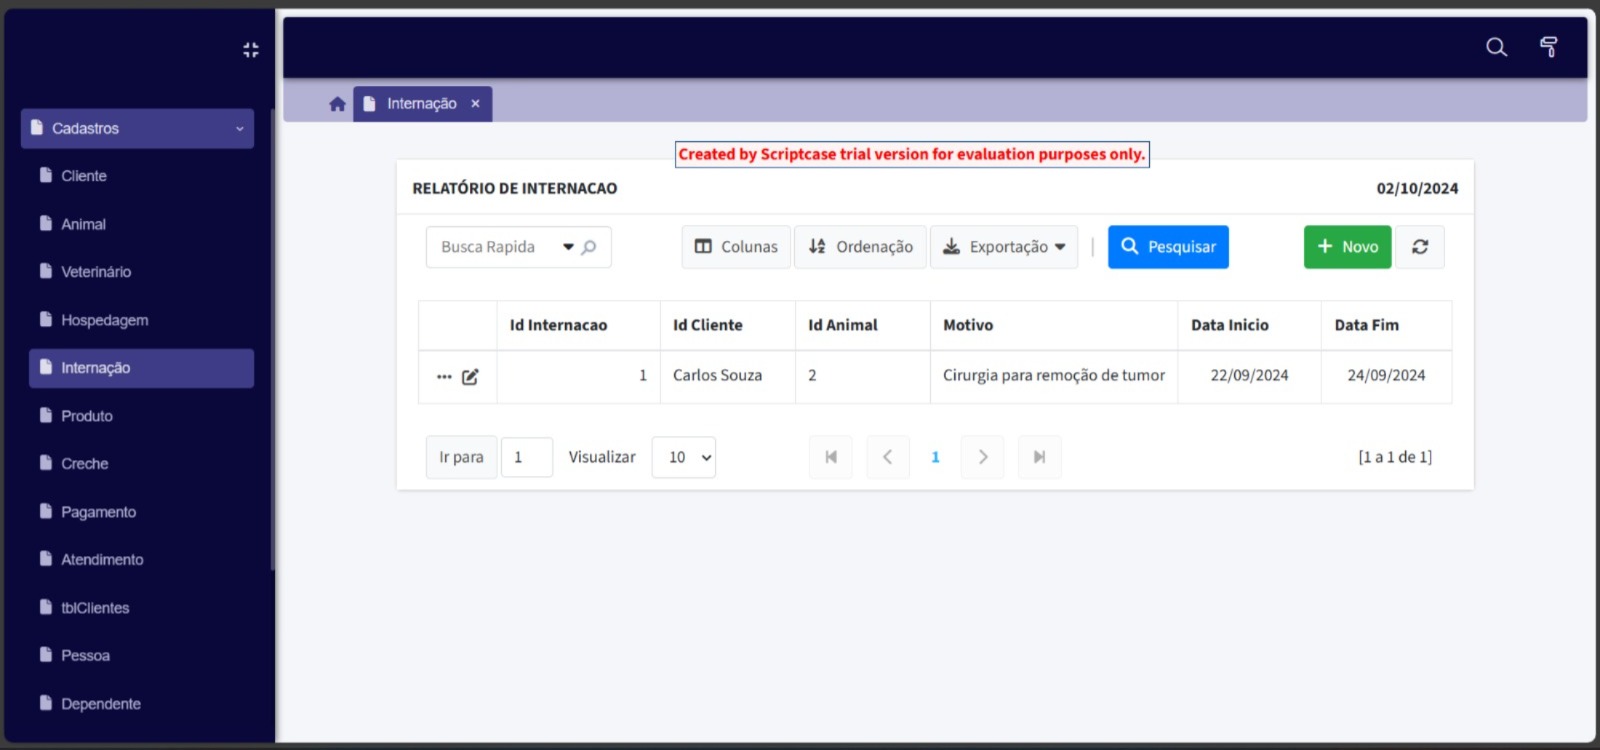 Cadastros
Cliente
Animal
Veterinário
Hospedagem
Internação
Produto
Creche
Pagamento
Atendimento
tblClientes
Pessoa
Dependente
Internação ×
Created by Scriptcase trial version for evaluation purposes only.
RELATÓRIO DE INTERNACAO 02/10/2024
Busca Rapida Colunas Ordenação Exportação | Pesquisar + Novo
Id Internacao Id Cliente Id Animal Motivo Data Inicio Data Fim
1 Carlos Souza 2 Cirurgia para remoção de tumor 22/09/2024 24/09/2024
Ir para 1 Visualizar 10 1 [1 a 1 de 1]